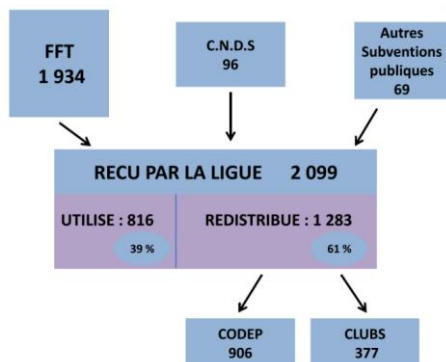 FFT
1 934
C.N.D.S
96
Autres
Subventions
publiques
69
RECU PAR LA LIGUE 2 099
UTILISE : 816
39 %
REDISTRIBUE : 1 283
61 %
CODEP
906
CLUBS
377